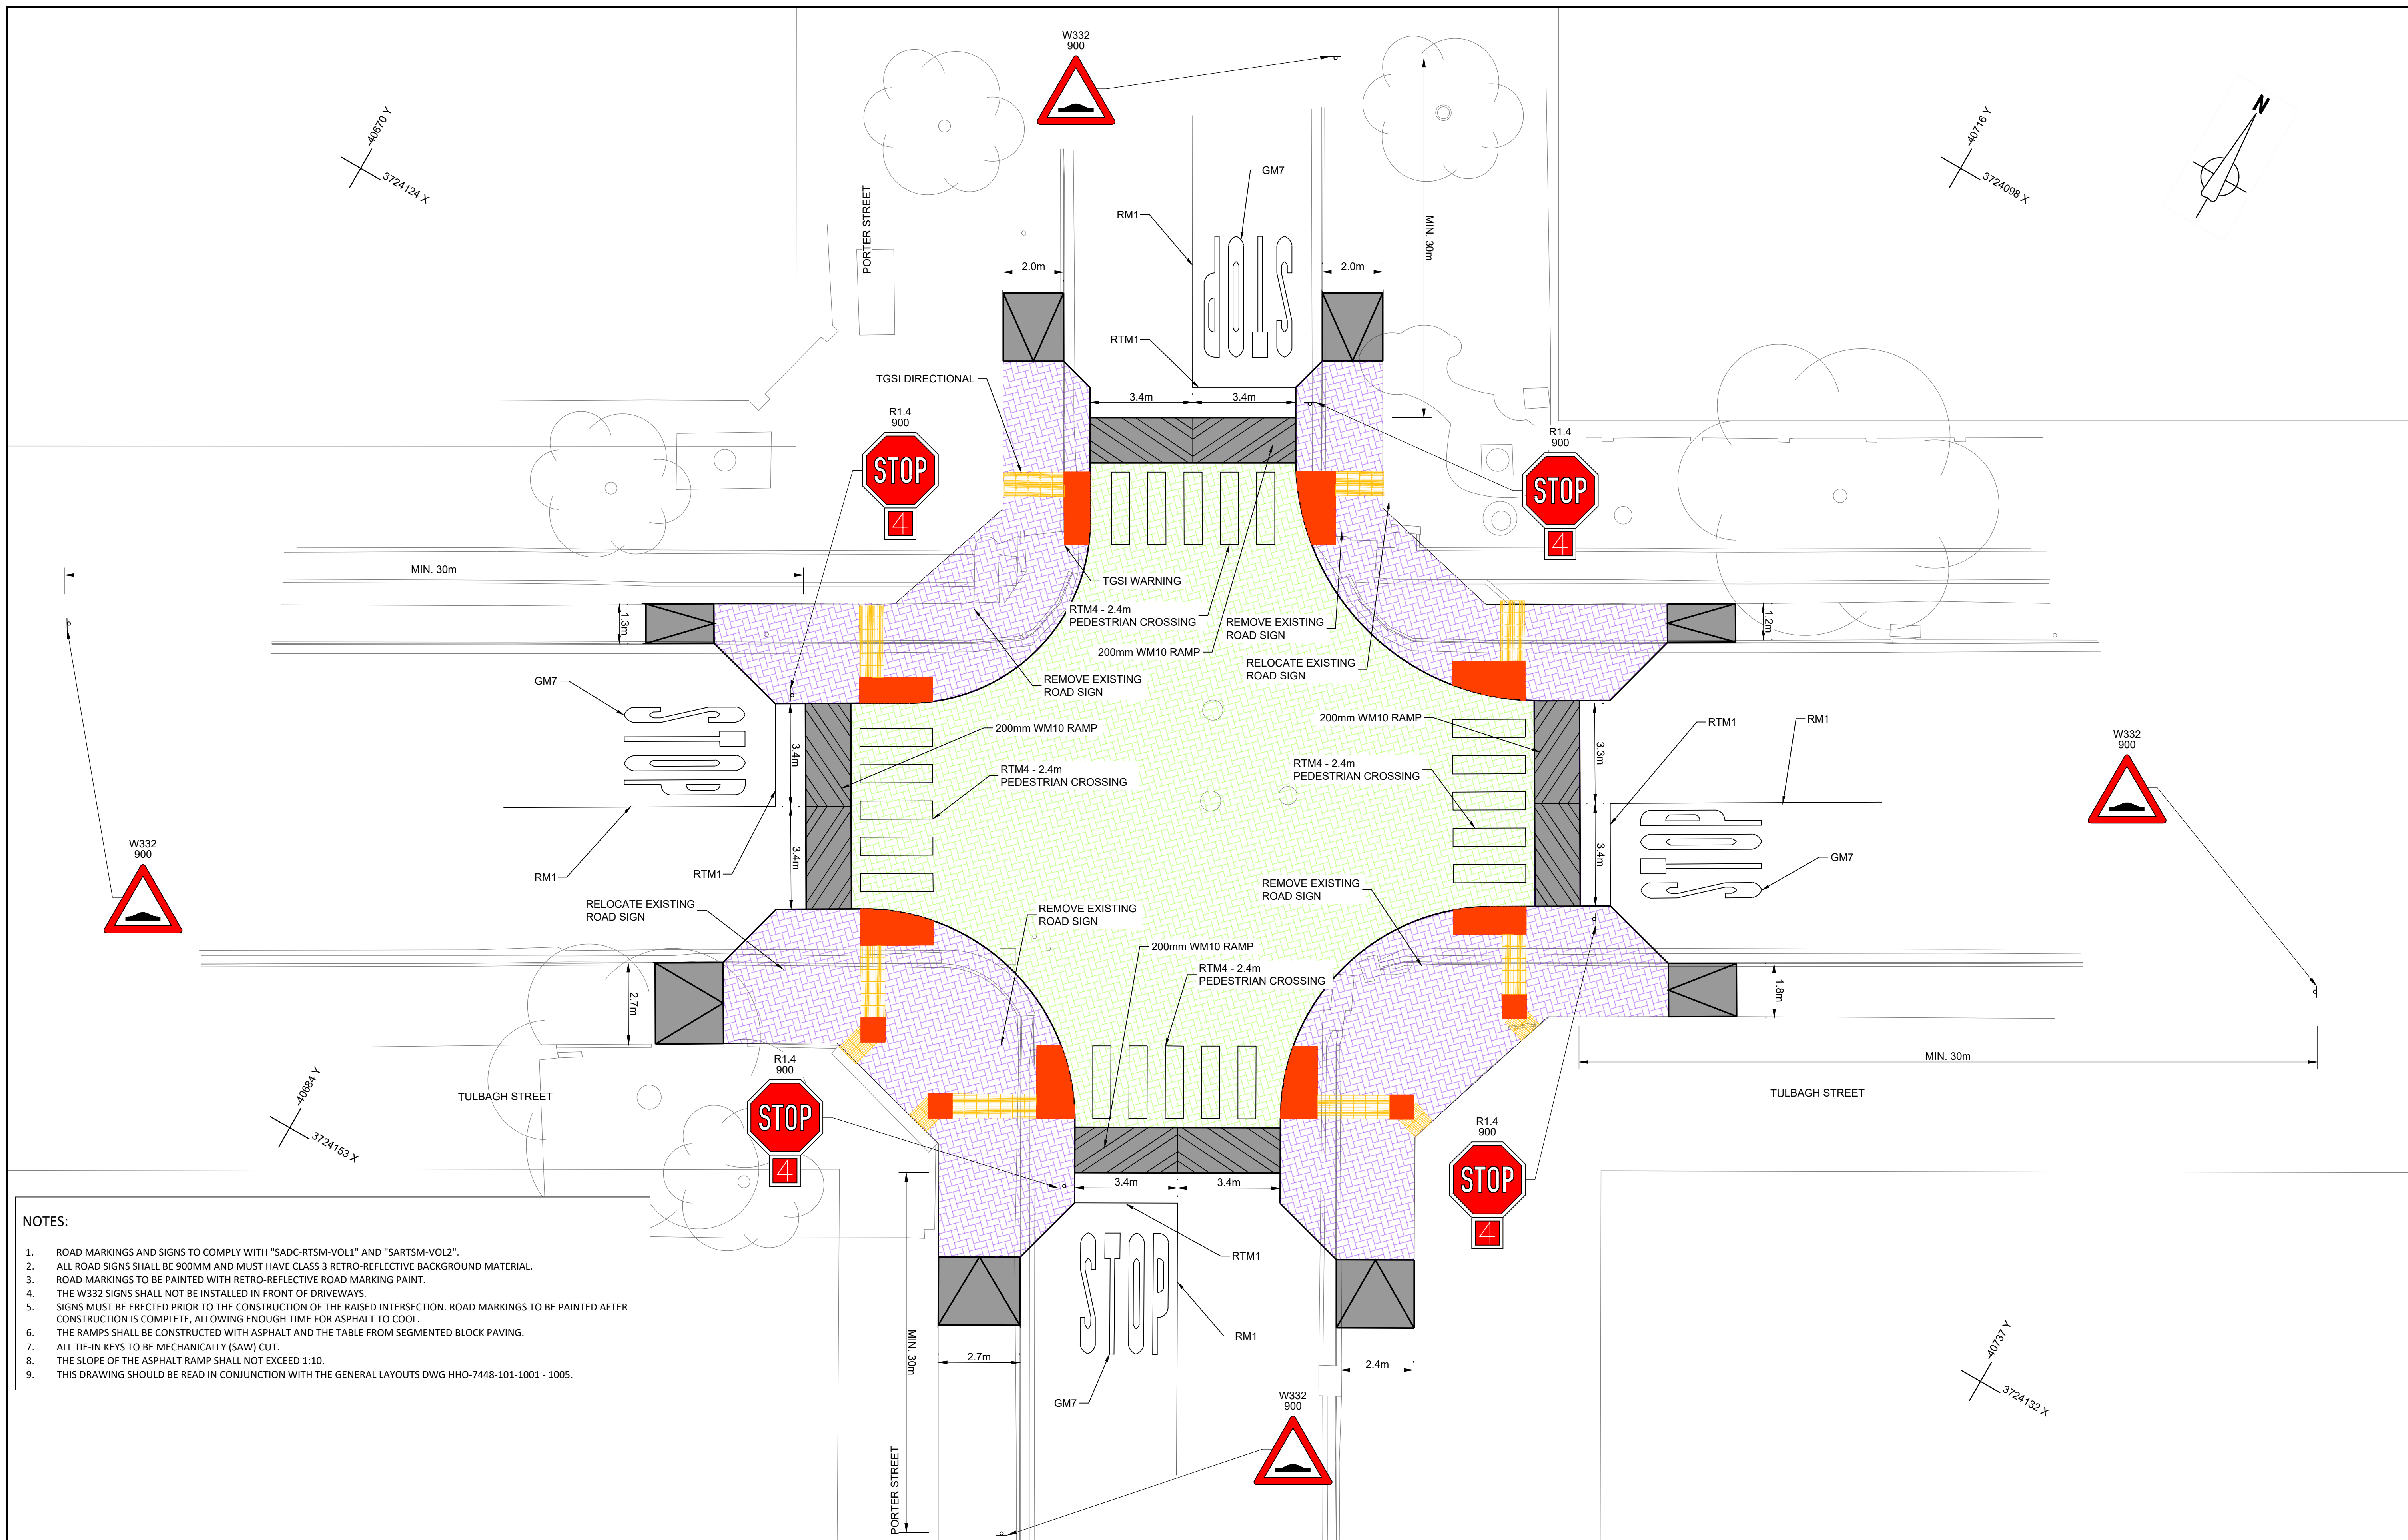 W332
900
-40670 Y
3724124 X
-40716 Y
3724098 X
N
PORTER STREET
GM7
RM1
MIN. 30m
2.0m
2.0m
RTM1
TGSI DIRECTIONAL
3.4m
3.4m
STOP
R1.4
900
STOP
4
R1.4
900
STOP
4
MIN. 30m
TGSI WARNING
1.3m
RTM4 - 2.4m
PEDESTRIAN CROSSING
REMOVE EXISTING
ROAD SIGN
1.2m
200mm WM10 RAMP
RELOCATE EXISTING
ROAD SIGN
REMOVE EXISTING
ROAD SIGN
GM7
STOP
200mm WM10 RAMP
200mm WM10 RAMP
RTM1
RM1
3.4m
3.3m
W332
900
RTM4 - 2.4m
PEDESTRIAN CROSSING
RTM4 - 2.4m
PEDESTRIAN CROSSING
3.4m
3.4m
STOP
GM7
W332
900
RM1
RTM1
REMOVE EXISTING
ROAD SIGN
RELOCATE EXISTING
ROAD SIGN
REMOVE EXISTING
ROAD SIGN
200mm WM10 RAMP
RTM4 - 2.4m
PEDESTRIAN CROSSING
2.7m
1.8m
MIN. 30m
TULBAGH STREET
TULBAGH STREET
-40684 Y
3724153 X
R1.4
900
STOP
4
R1.4
900
STOP
4
3.4m
3.4m
RTM1
STOP
RM1
MIN. 30m
2.7m
2.4m
GM7
W332
900
PORTER STREET
-40737 Y
3724132 X
NOTES:
1. ROAD MARKINGS AND SIGNS TO COMPLY WITH "SADC-RTSM-VOL1" AND "SARTSM-VOL2".
2. ALL ROAD SIGNS SHALL BE 900MM AND MUST HAVE CLASS 3 RETRO-REFLECTIVE BACKGROUND MATERIAL.
3. ROAD MARKINGS TO BE PAINTED WITH RETRO-REFLECTIVE ROAD MARKING PAINT.
4. THE W332 SIGNS SHALL NOT BE INSTALLED IN FRONT OF DRIVEWAYS.
5. SIGNS MUST BE ERECTED PRIOR TO THE CONSTRUCTION OF THE RAISED INTERSECTION. ROAD MARKINGS TO BE PAINTED AFTER
CONSTRUCTION IS COMPLETE, ALLOWING ENOUGH TIME FOR ASPHALT TO COOL.
6. THE RAMPS SHALL BE CONSTRUCTED WITH ASPHALT AND THE TABLE FROM SEGMENTED BLOCK PAVING.
7. ALL TIE-IN KEYS TO BE MECHANICALLY (SAW) CUT.
8. THE SLOPE OF THE ASPHALT RAMP SHALL NOT EXCEED 1:10.
9. THIS DRAWING SHOULD BE READ IN CONJUNCTION WITH THE GENERAL LAYOUTS DWG HHO-7448-101-1001 - 1005.